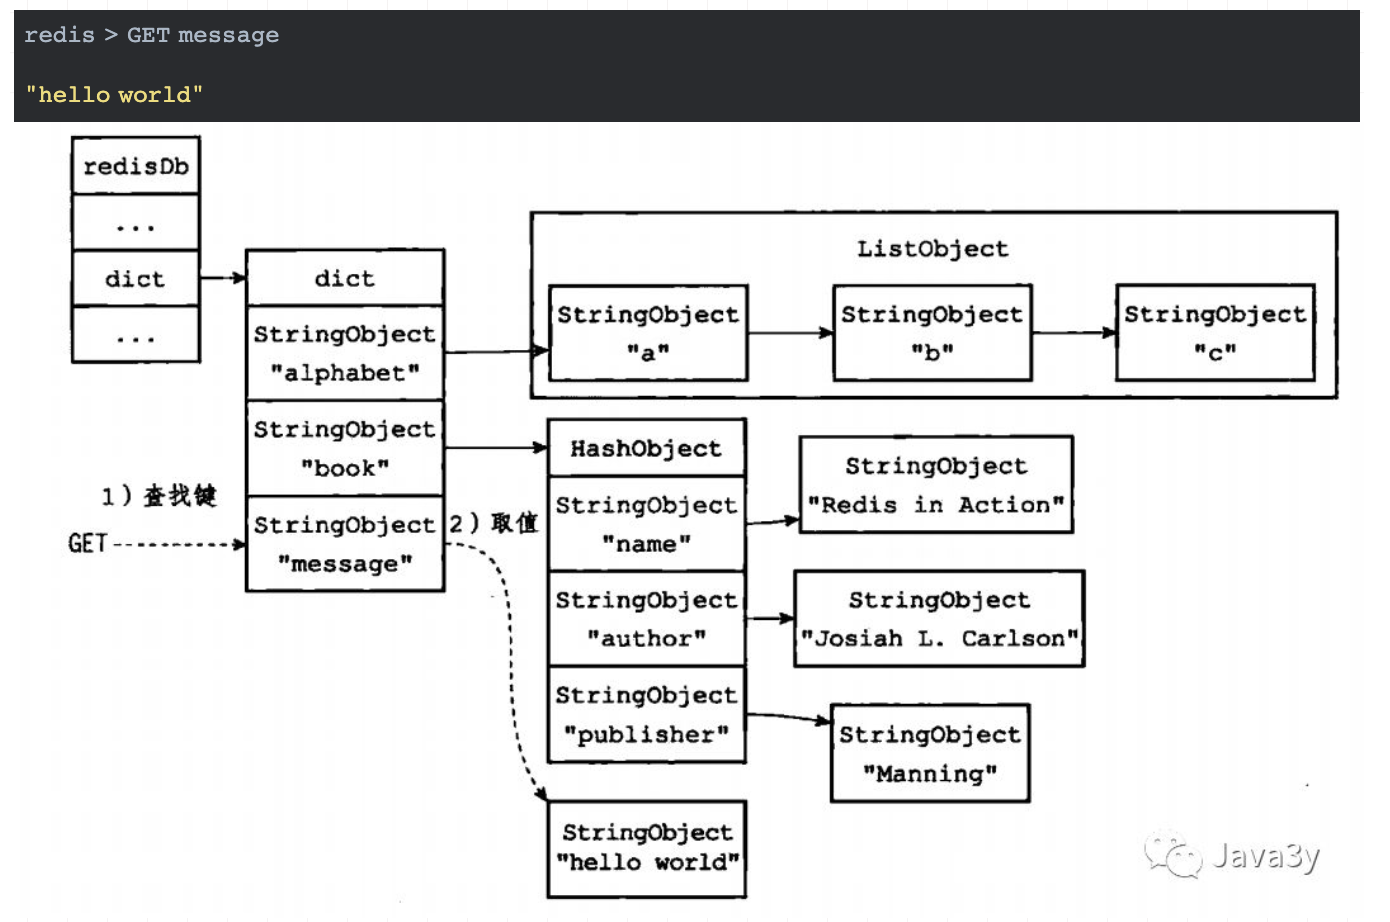 redis > GET message
"hello world"
redisDb
...
dict
...
dict
StringObject
"alphabet"
StringObject
"book"
StringObject
"message"
1）查找键
GET
2）取值
ListObject
StringObject
"a"
StringObject
"b"
StringObject
"c"
HashObject
StringObject
"name"
StringObject
"author"
StringObject
"publisher"
StringObject
"Redis in Action"
StringObject
"Josiah L. Carlson"
StringObject
"Manning"
StringObject
"hello world"
Java3y